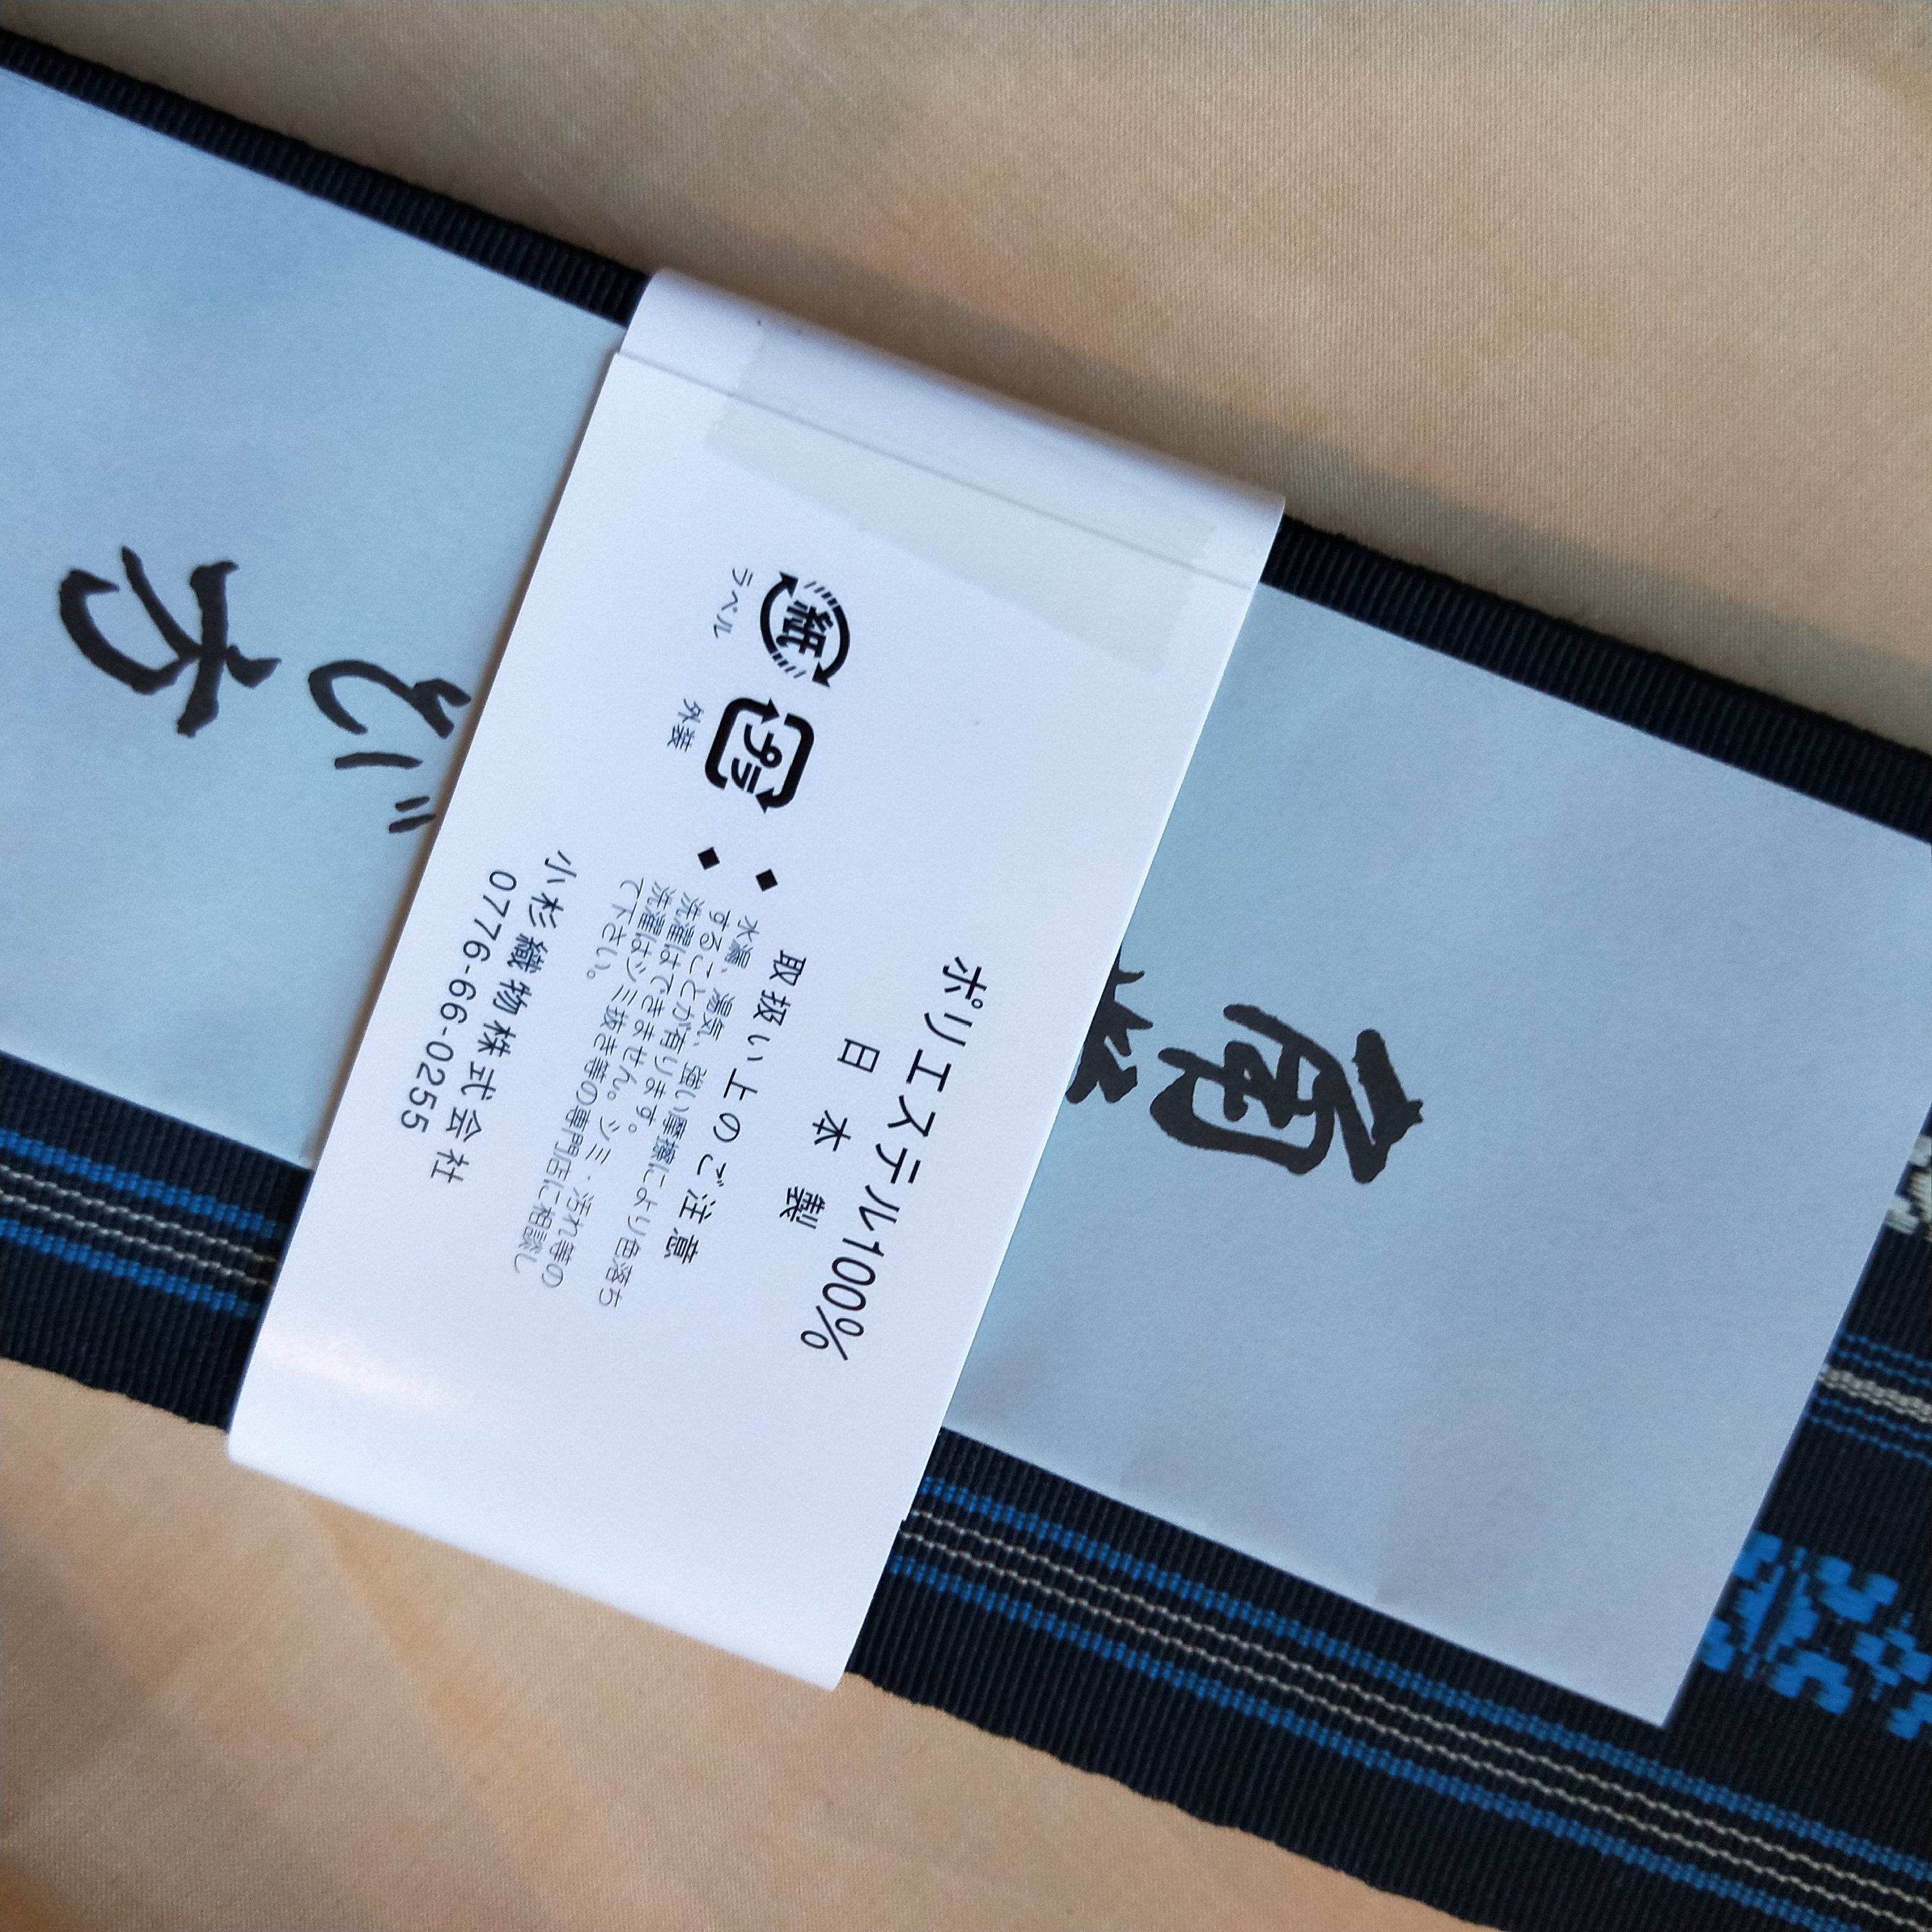 角
び方
ポリエステル100%
日本製
取扱い上のご注意
◆水濡、湯気、強い摩擦により色落ち
することが有ります。
◆洗濯はできません。シミ・汚れ等の
洗濯はシミ抜き等の専門店に相談し
て下さい。
小杉織物株式会社
0776-66-0255
紙
ラベル
プラ
外装